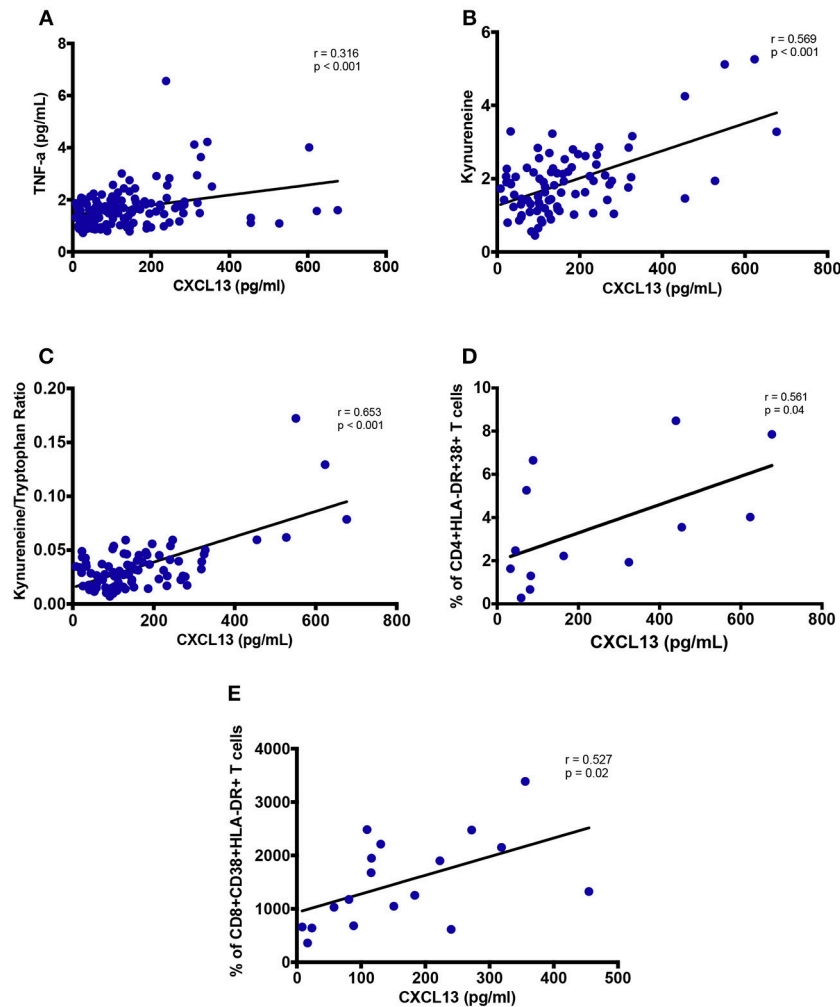 A
r = 0.316
p < 0.001
TNF-a (pg/mL)
8
6
4
2
0
0 200 400 600 800
CXCL13 (pg/ml)
B
r = 0.569
p < 0.001
Kynureneine
6
4
2
0
0 200 400 600 800
CXCL13 (pg/mL)
C
r = 0.653
p < 0.001
Kynureneine/Tryptophan Ratio
0.20
0.15
0.10
0.05
0.00
0 200 400 600 800
CXCL13 (pg/mL)
D
r = 0.561
p = 0.04
% of CD4+HLA-DR+38+ T cells
10
8
6
4
2
0
0 200 400 600 800
CXCL13 (pg/mL)
E
r = 0.527
p = 0.02
% of CD8+CD38+HLA-DR+ T cells
4000
3000
2000
1000
0
0 100 200 300 400 500
CXCL13 (pg/ml)